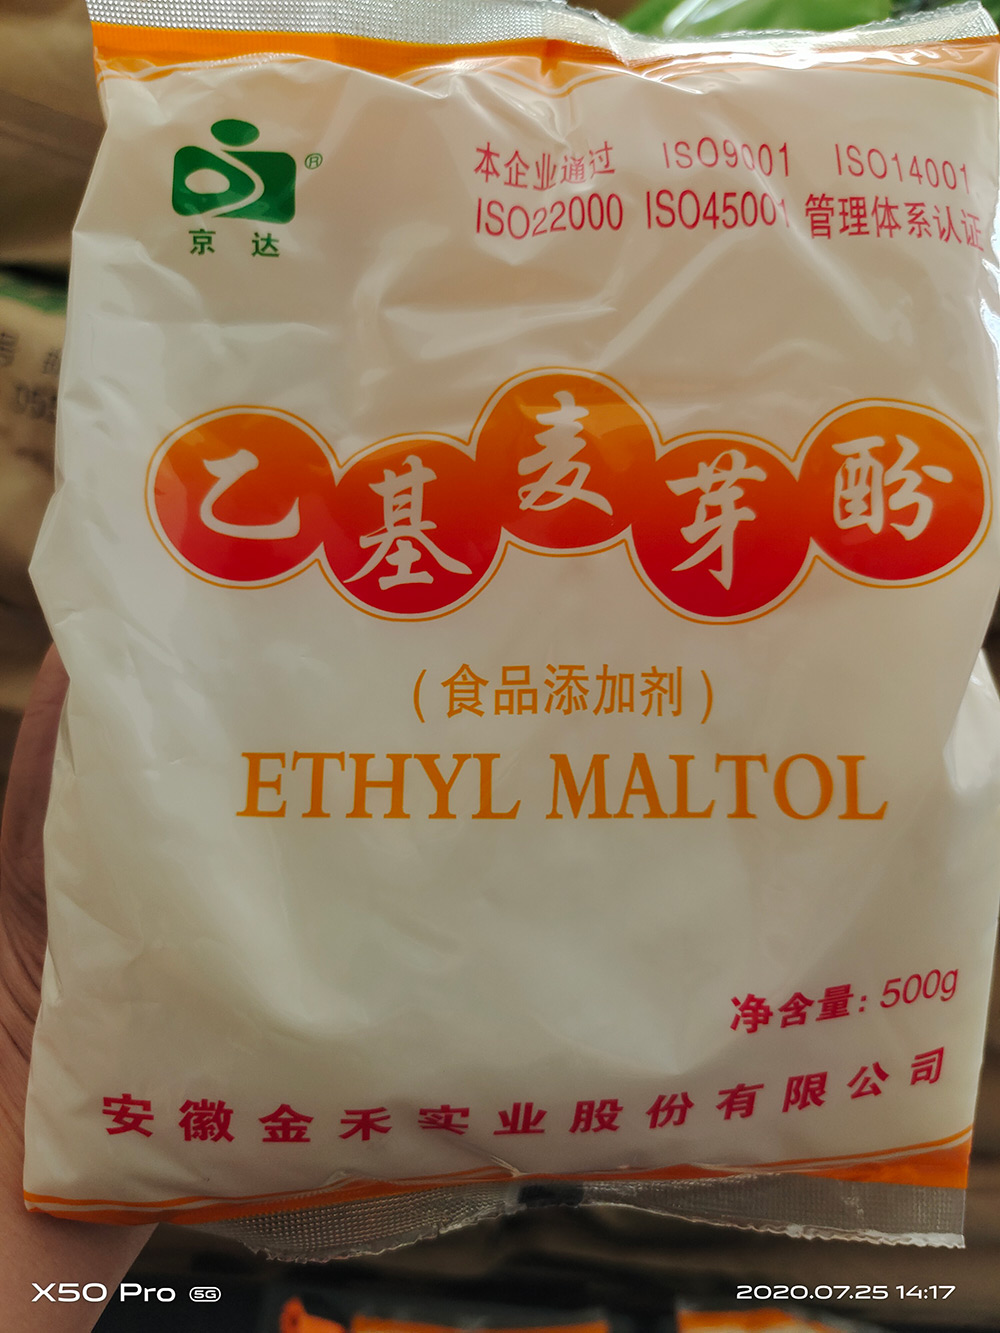 ®
京达
本企业通过 ISO9001 ISO14001
ISO22000 ISO45001 管理体系认证
乙基麦芽酚
(食品添加剂)
ETHYL MALTOL
净含量: 500g
安徽金禾实业股份有限公司
X50 Pro 5G
2020.07.25 14:17